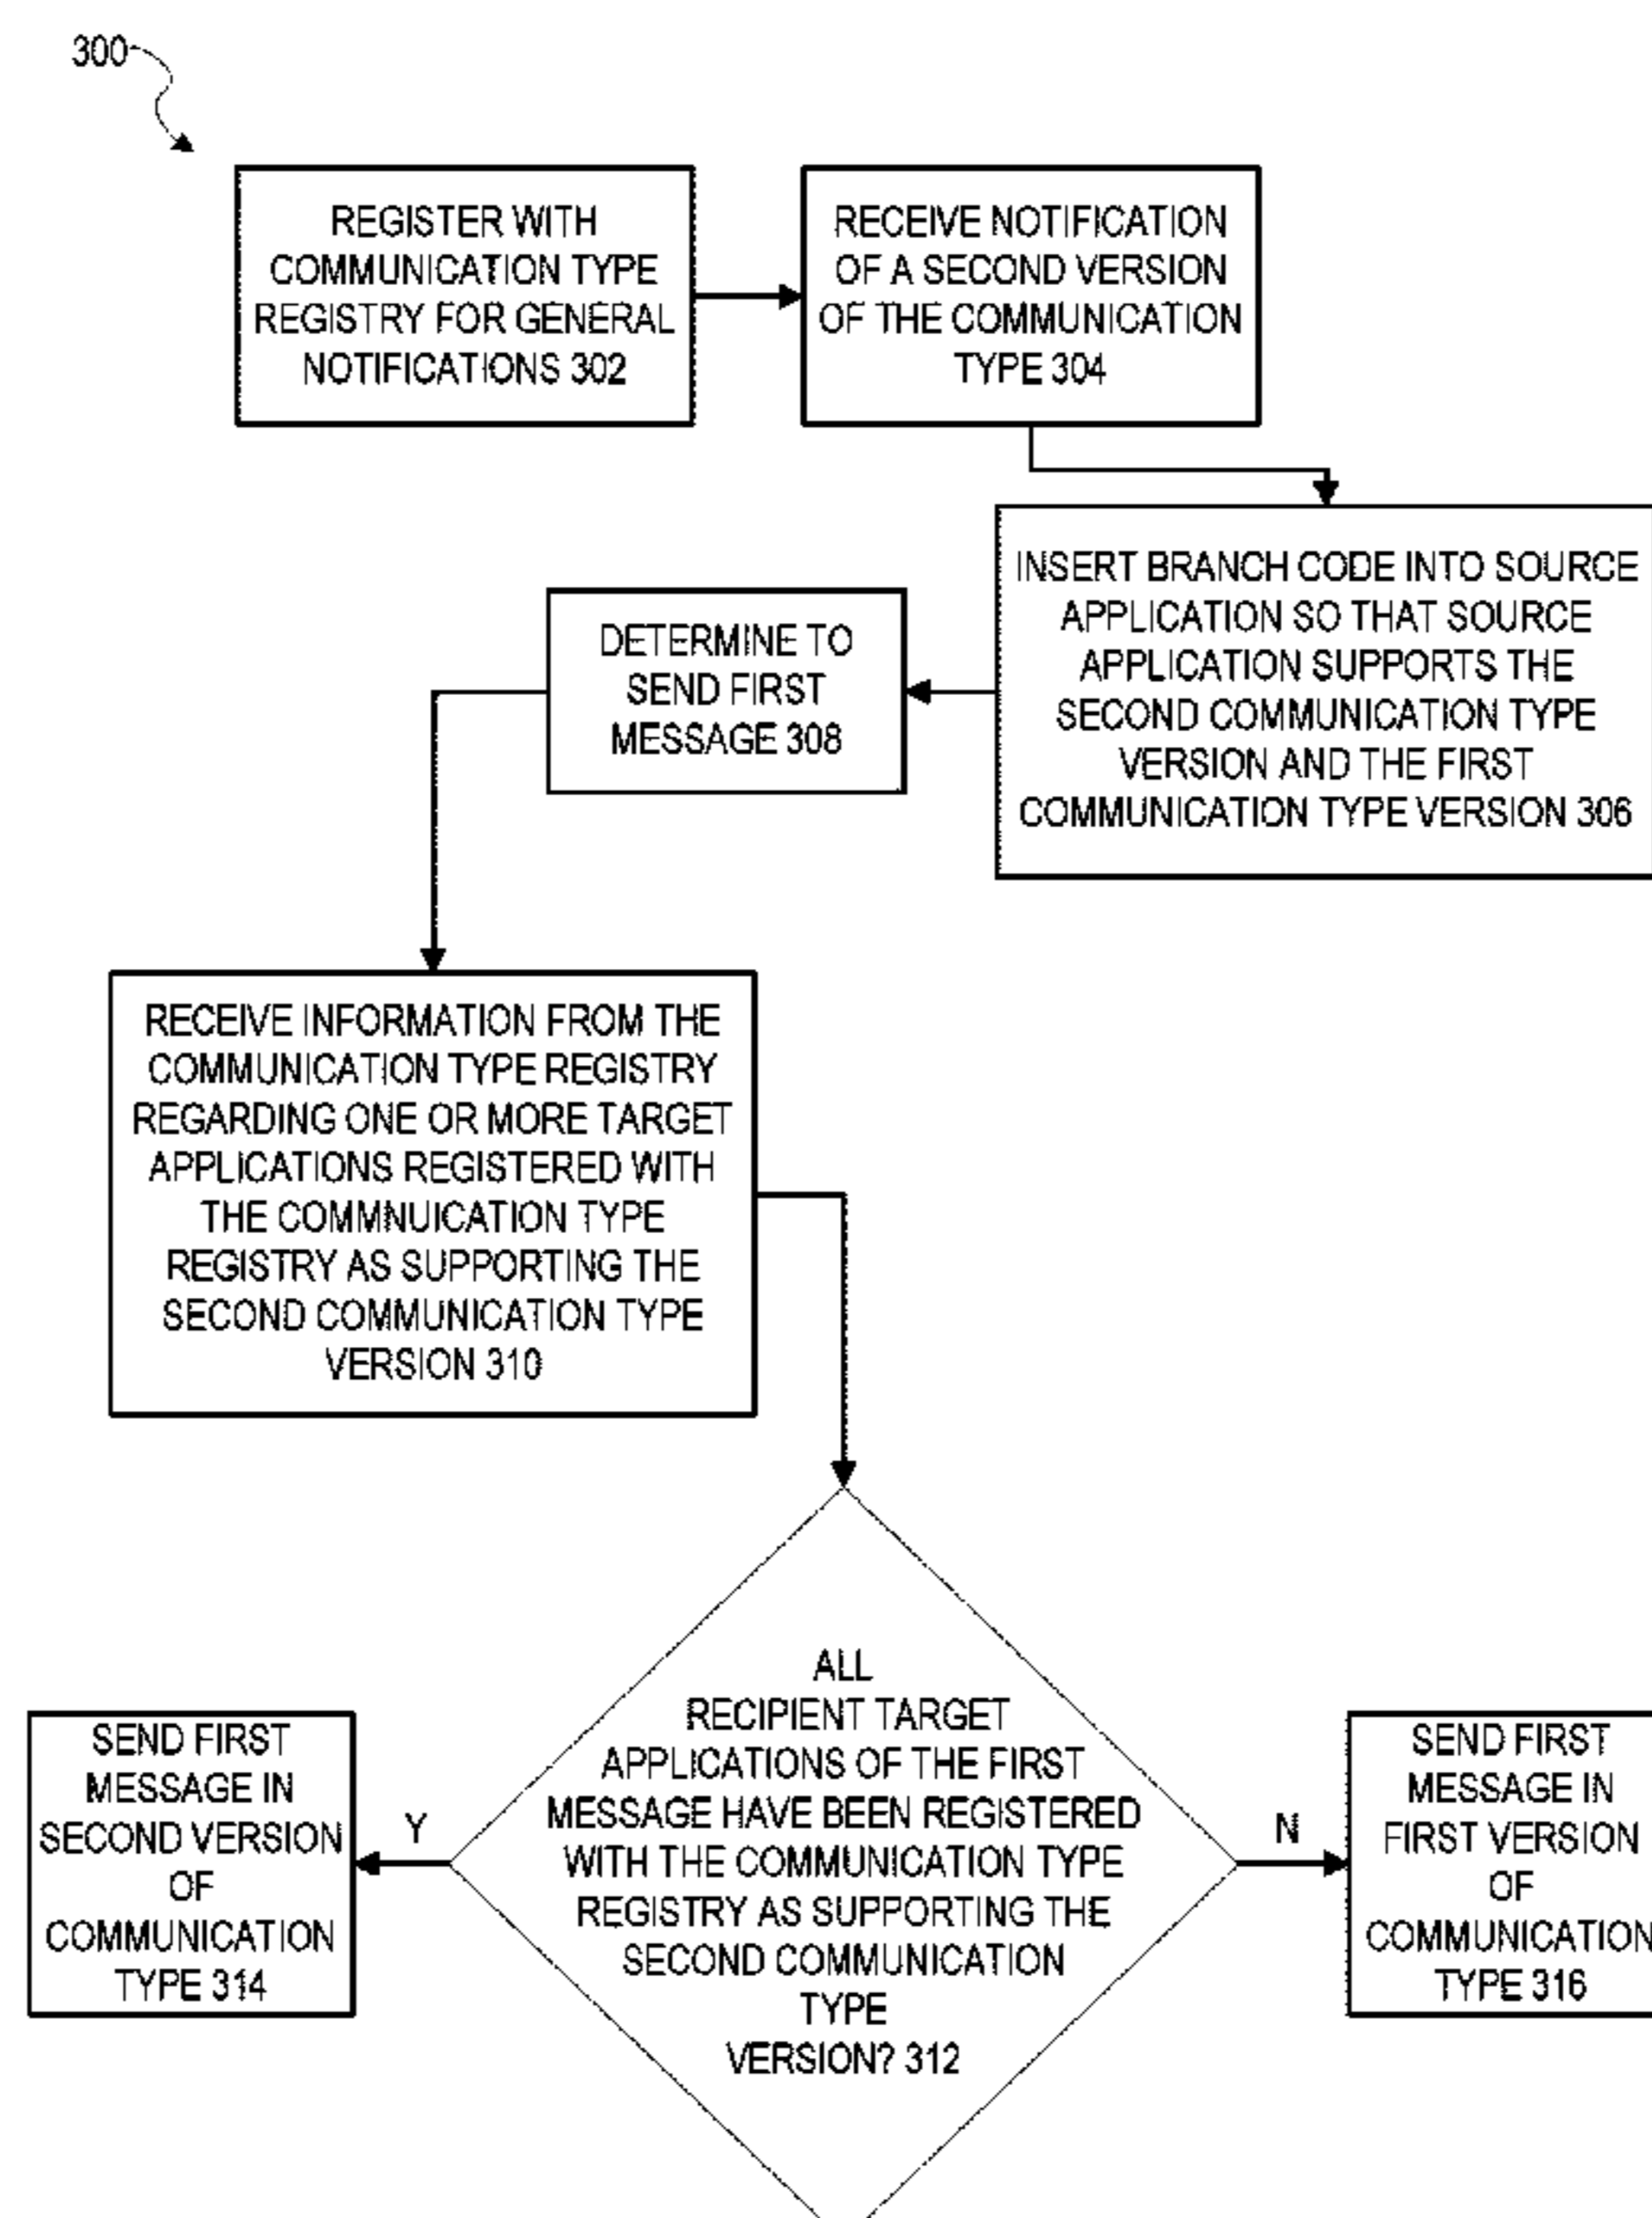 300
REGISTER WITH
COMMUNICATION TYPE
REGISTRY FOR GENERAL
NOTIFICATIONS 302
RECEIVE NOTIFICATION
OF A SECOND VERSION
OF THE COMMUNICATION
TYPE 304
INSERT BRANCH CODE INTO SOURCE
APPLICATION SO THAT SOURCE
APPLICATION SUPPORTS THE
SECOND COMMUNICATION TYPE
VERSION AND THE FIRST
COMMUNICATION TYPE VERSION 306
DETERMINE TO
SEND FIRST
MESSAGE 308
RECEIVE INFORMATION FROM THE
COMMUNICATION TYPE REGISTRY
REGARDING ONE OR MORE TARGET
APPLICATIONS REGISTERED WITH
THE COMMNUICATION TYPE
REGISTRY AS SUPPORTING THE
SECOND COMMUNICATION TYPE
VERSION 310
ALL
RECIPIENT TARGET
APPLICATIONS OF THE FIRST
MESSAGE HAVE BEEN REGISTERED
WITH THE COMMUNICATION TYPE
REGISTRY AS SUPPORTING THE
SECOND COMMUNICATION
TYPE
VERSION? 312
Y
SEND FIRST
MESSAGE IN
SECOND VERSION
OF
COMMUNICATION
TYPE 314
N
SEND FIRST
MESSAGE IN
FIRST VERSION
OF
COMMUNICATION
TYPE 316